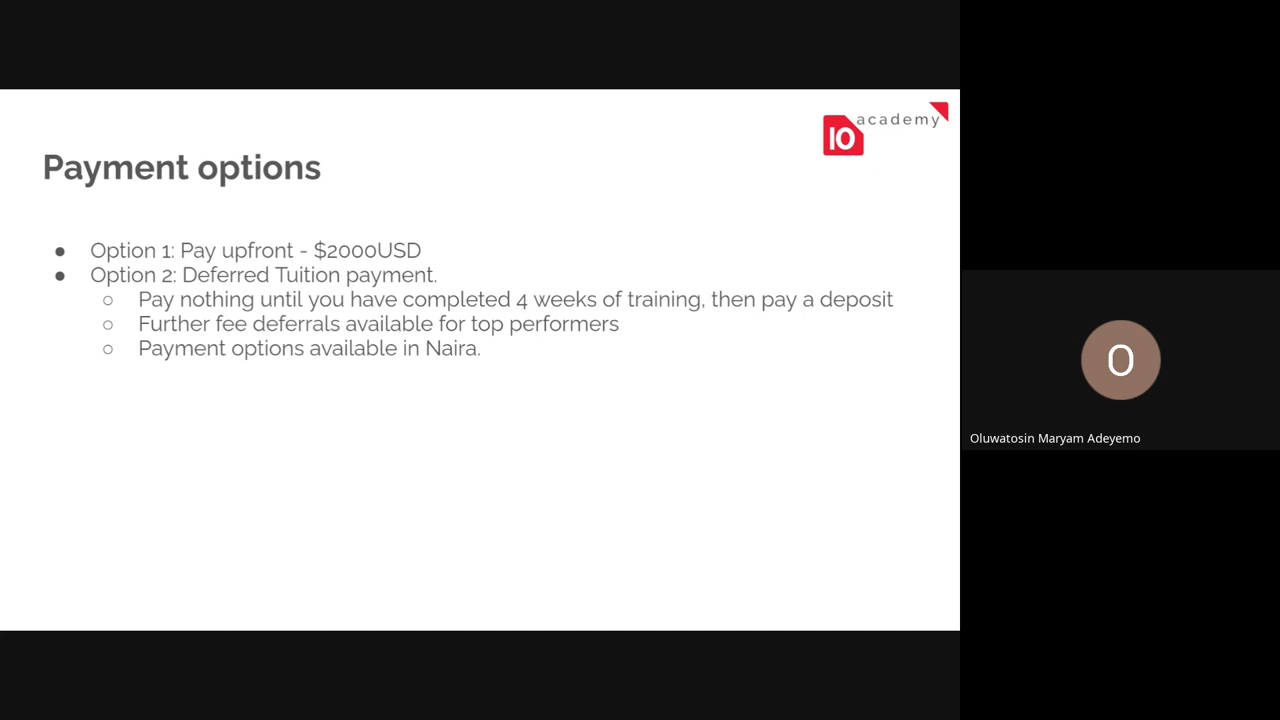 10 academy
Payment options
● Option 1: Pay upfront - $2000USD
● Option 2: Deferred Tuition payment.
○ Pay nothing until you have completed 4 weeks of training, then pay a deposit
○ Further fee deferrals available for top performers
○ Payment options available in Naira.
O
Oluwatosin Maryam Adeyemo